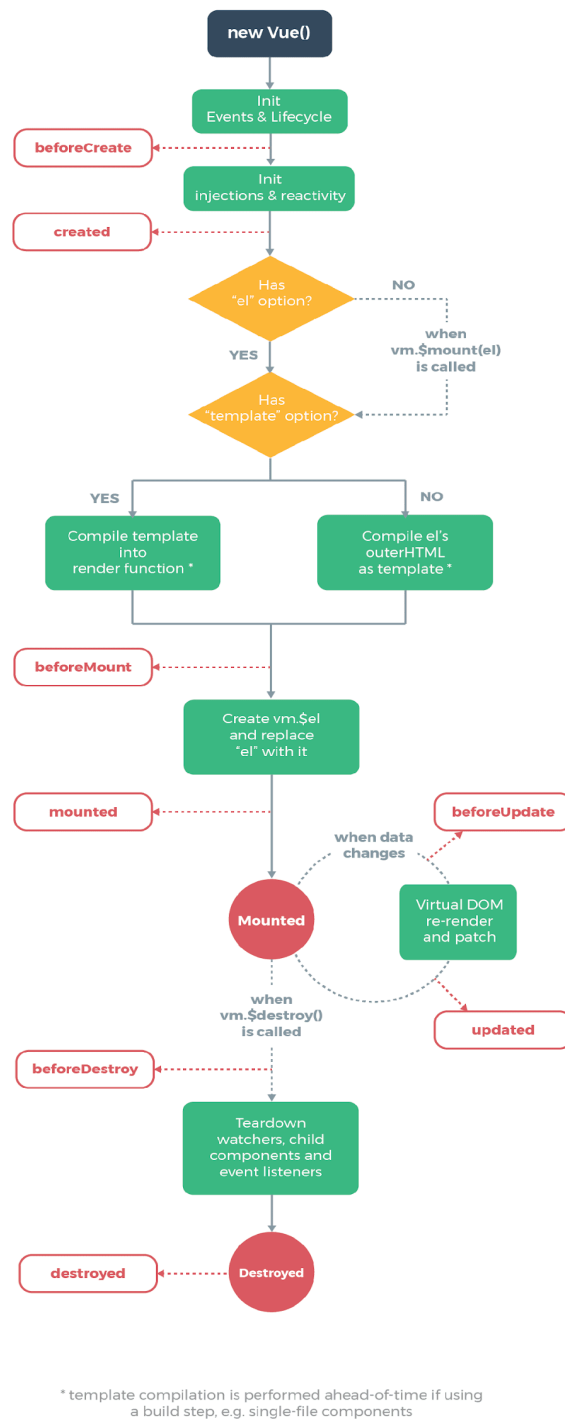 new Vue()
Init
Events & Lifecycle
beforeCreate
Init
injections & reactivity
created
Has
“el” option?
NO
when
vm.$mount(el)
is called
YES
Has
“template” option?
YES
NO
Compile template
into
render function *
Compile el’s
outerHTML
as template *
beforeMount
Create vm.$el
and replace
“el” with it
mounted
beforeUpdate
when data
changes
Mounted
Virtual DOM
re-render
and patch
when
vm.$destroy()
is called
updated
beforeDestroy
Teardown
watchers, child
components and
event listeners
destroyed
Destroyed
* template compilation is performed ahead-of-time if using
a build step, e.g. single-file components